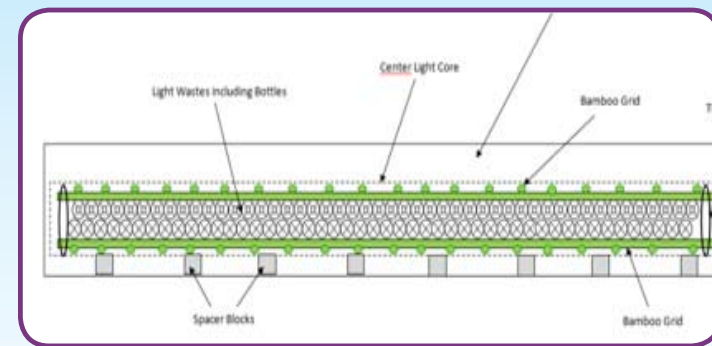 Center Light Core
Light Wastes Including Bottles
Bamboo Grid
T
Spacer Blocks
Bamboo Grid